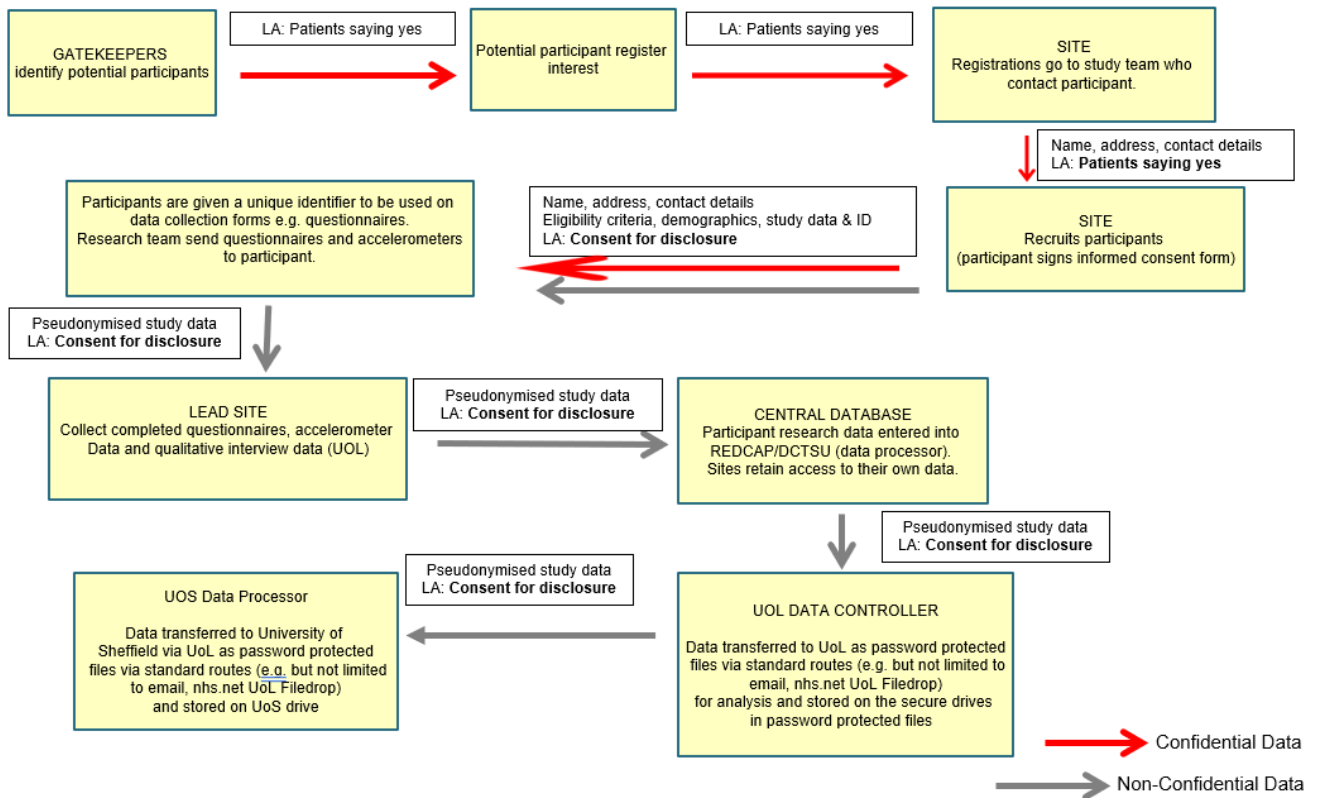 LA: Patients saying yes
LA: Patients saying yes
GATEKEEPERS
identify potential participants
Potential participant register
interest
SITE
Registrations go to study team who
contact participant.
Name, address, contact details
LA: Patients saying yes
Participants are given a unique identifier to be used on
data collection forms e.g. questionnaires.
Research team send questionnaires and accelerometers
to participant.
Name, address, contact details
Eligibility criteria, demographics, study data & ID
LA: Consent for disclosure
SITE
Recruits participants
(participant signs informed consent form)
Pseudonymised study data
LA: Consent for disclosure
LEAD SITE
Collect completed questionnaires, accelerometer
Data and qualitative interview data (UOL)
Pseudonymised study data
LA: Consent for disclosure
CENTRAL DATABASE
Participant research data entered into
REDCAP/DCTSU (data processor).
Sites retain access to their own data.
Pseudonymised study data
LA: Consent for disclosure
Pseudonymised study data
LA: Consent for disclosure
UOS Data Processor
Data transferred to University of
Sheffield via UoL as password protected
files via standard routes (e.g. but not limited
to email, nhs.net UoL Filedrop)
and stored on UoS drive
UOL DATA CONTROLLER
Data transferred to UoL as password protected
files via standard routes (e.g. but not limited to
email, nhs.net UoL Filedrop)
for analysis and stored on the secure drives
in password protected files
Confidential Data
Non-Confidential Data